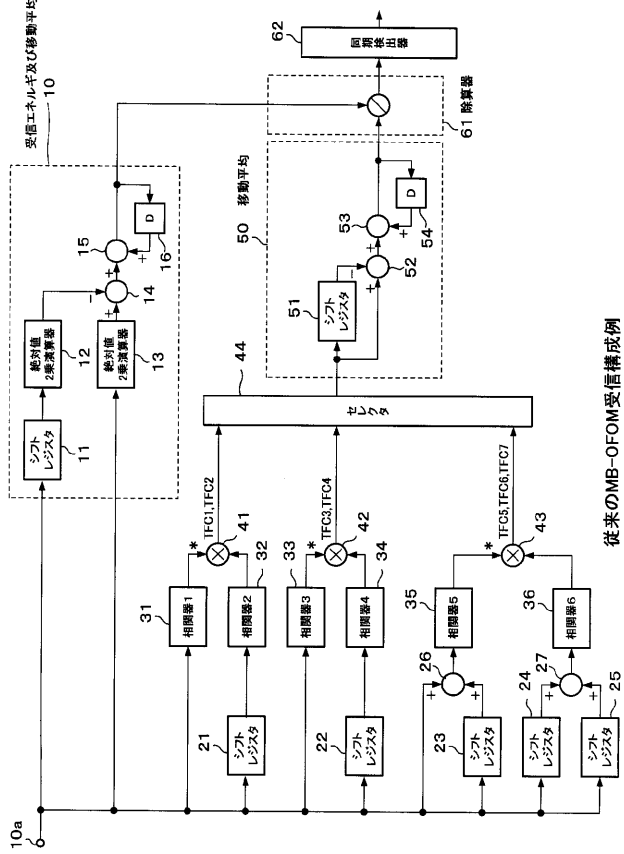 10a
受信エネルギ及び移動平均
10
シフト
レジスタ
11
絶対値
2乗演算器
12
絶対値
2乗演算器
13
−
+
14
+
15
+
D
16
シフト
レジスタ
21
シフト
レジスタ
22
シフト
レジスタ
23
シフト
レジスタ
24
シフト
レジスタ
25
+
+
26
+
+
27
相関器1
31
相関器2
32
相関器3
33
相関器4
34
相関器5
35
相関器6
36
*
41
*
42
*
43
TFC1,TFC2
TFC3,TFC4
TFC5,TFC6,TFC7
セレクタ
44
50
移動平均
シフト
レジスタ
51
−
+
52
+
53
+
D
54
61 除算器
同期検出器
62
従来のMB-OFOM受信構成例